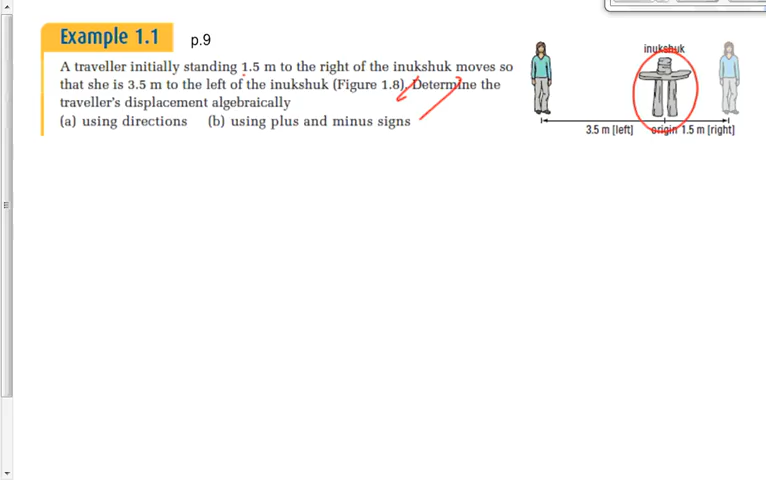 Example 1.1
p.9
A traveller initially standing 1.5 m to the right of the inukshuk moves so
that she is 3.5 m to the left of the inukshuk (Figure 1.8). Determine the
traveller's displacement algebraically
(a) using directions (b) using plus and minus signs
inukshuk
3.5 m [left] origin 1.5 m [right]